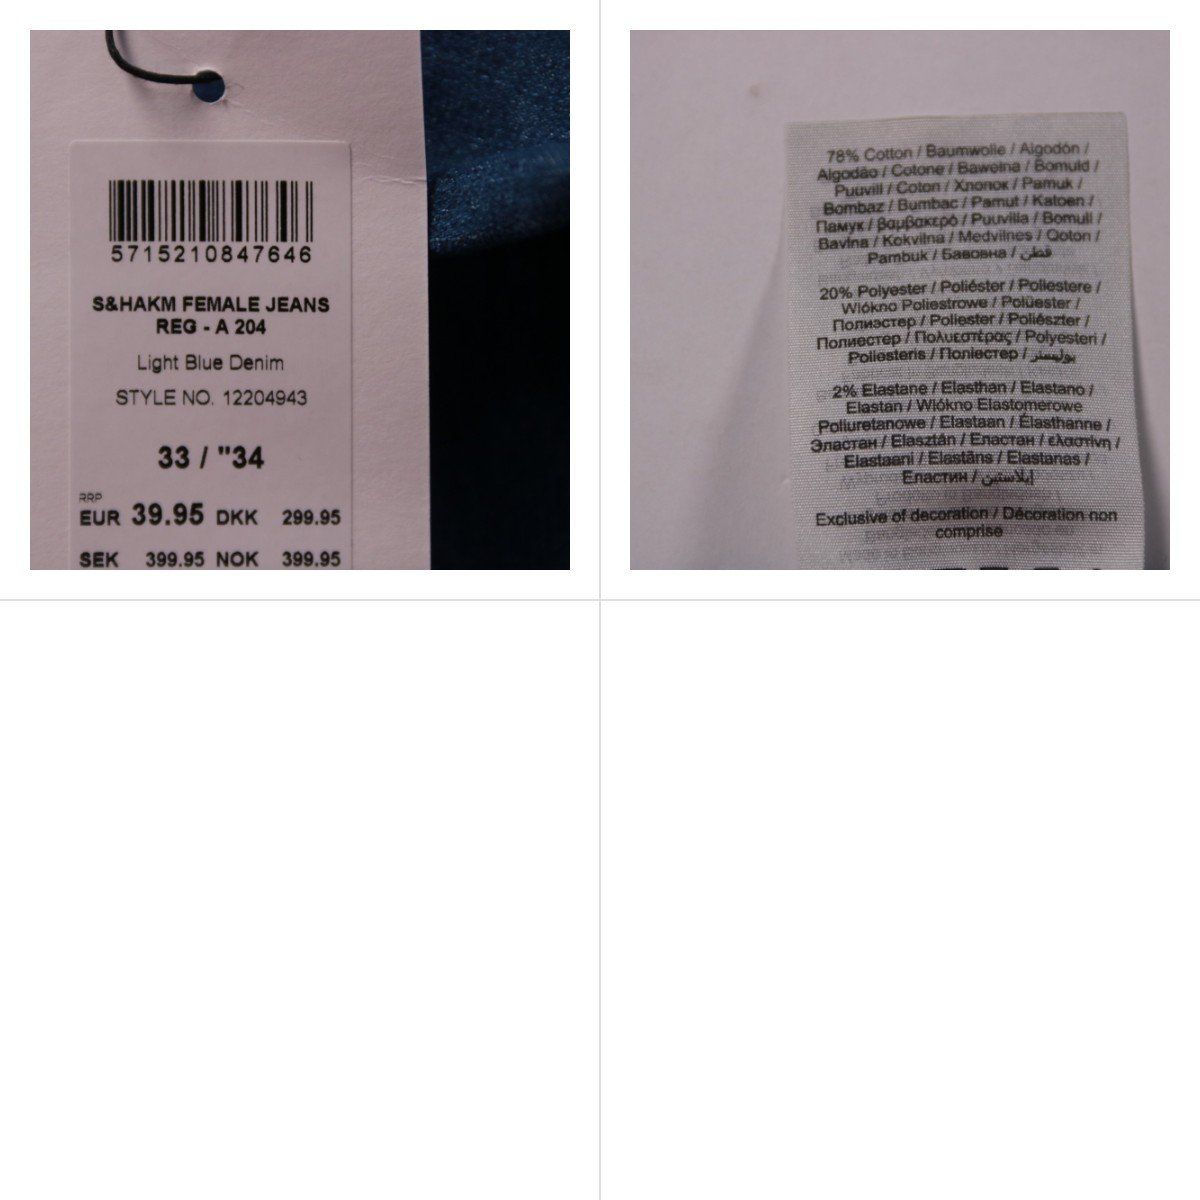 5715210847646
S&HAKM FEMALE JEANS
REG - A 204
Light Blue Denim
STYLE NO. 12204943
33 / "34
RRP
EUR 39.95 DKK 299.95
SEK 399.95 NOK 399.95
78% Cotton / Baumwolle / Algodón /
Algodão / Cotone / Bawełna / Bomuld /
Puuvill / Coton / Хлопок / Pamuk /
Bombaz / Bumbac / Pamut / Katoen /
Памук / βαμβακερό / Puuvilla / Bomull /
Bavlna / Kokvilna / Medvilnes / Qoton /
Pambuk / Бавовна / قطن
20% Polyester / Poliéster / Poliestere /
Włókno Poliestrowe / Polüester /
Полиэстер / Poliester / Poliészter /
Полиестер / Πολυεστέρας / Polyesteri /
Poliesteris / Поліестер / بوليستر
2% Elastane / Elasthan / Elastano /
Elastan / Włókno Elastomerowe
Poliuretanowe / Elastaan / Élasthanne /
Эластан / Elasztán / Еластан / ελαστίνη /
Elastaani / Elastāns / Elastanas /
Еластин / إيلاستين
Exclusive of decoration / Décoration non
comprise